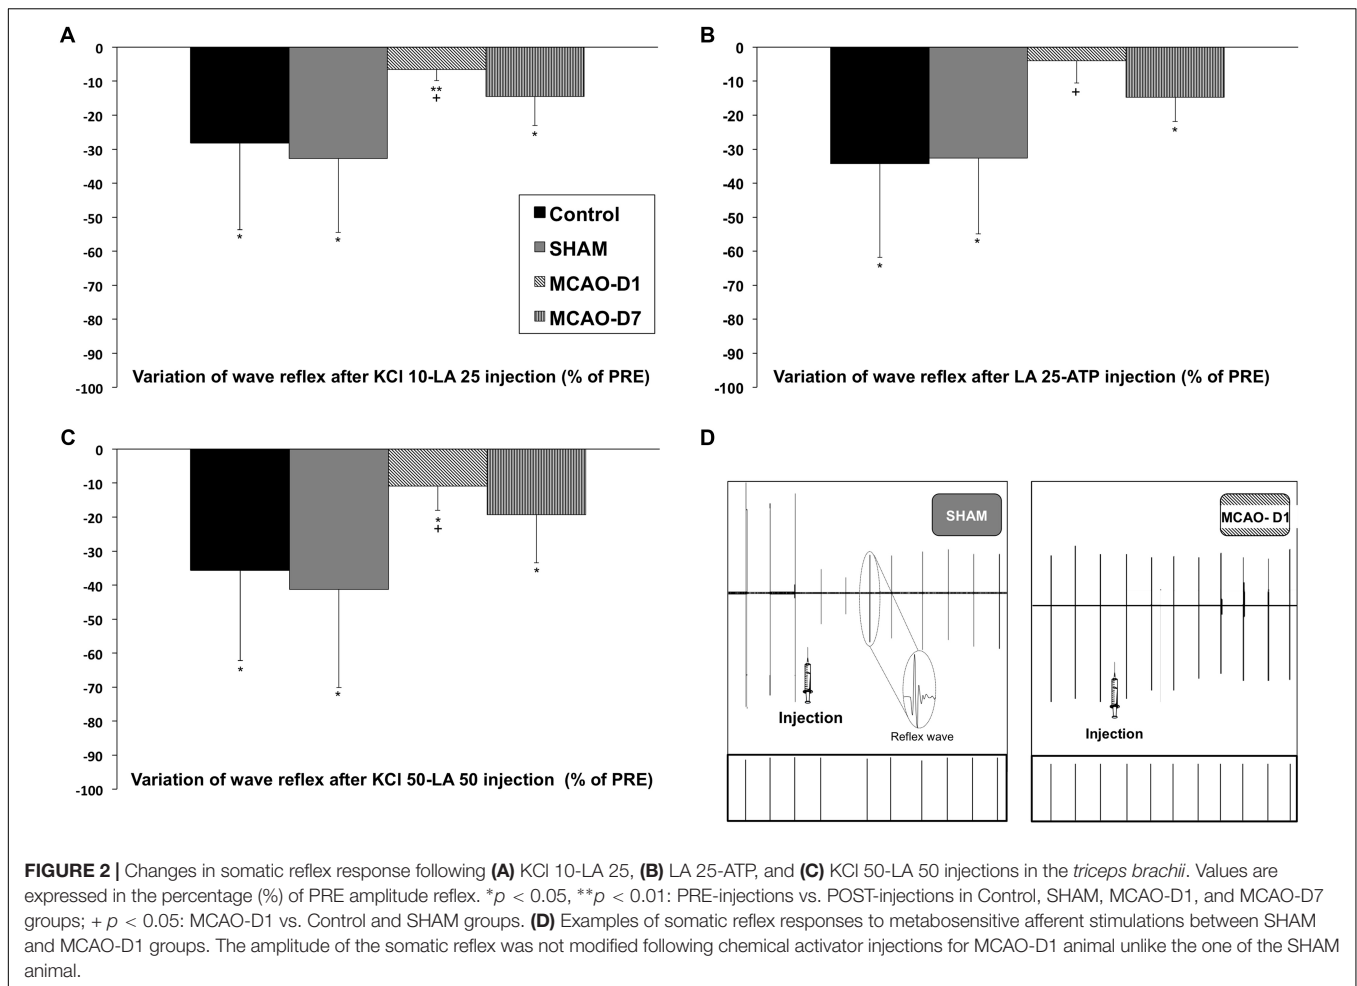 A
0
-10
-20
-30
-40
-50
-60
-70
-80
-90
-100
*
*
**
+
*
Control
SHAM
MCAO-D1
MCAO-D7
Variation of wave reflex after KCl 10-LA 25 injection (% of PRE)
B
0
-10
-20
-30
-40
-50
-60
-70
-80
-90
-100
*
*
+
*
Variation of wave reflex after LA 25-ATP injection (% of PRE)
C
0
-10
-20
-30
-40
-50
-60
-70
-80
-90
-100
*
*
*
+
*
Variation of wave reflex after KCl 50-LA 50 injection (% of PRE)
D
SHAM
Injection
Reflex wave
MCAO- D1
Injection
FIGURE 2 | Changes in somatic reflex response following (A) KCl 10-LA 25, (B) LA 25-ATP, and (C) KCl 50-LA 50 injections in the triceps brachii. Values are
expressed in the percentage (%) of PRE amplitude reflex. *p < 0.05, **p < 0.01: PRE-injections vs. POST-injections in Control, SHAM, MCAO-D1, and MCAO-D7
groups; + p < 0.05: MCAO-D1 vs. Control and SHAM groups. (D) Examples of somatic reflex responses to metabosensitive afferent stimulations between SHAM
and MCAO-D1 groups. The amplitude of the somatic reflex was not modified following chemical activator injections for MCAO-D1 animal unlike the one of the SHAM
animal.